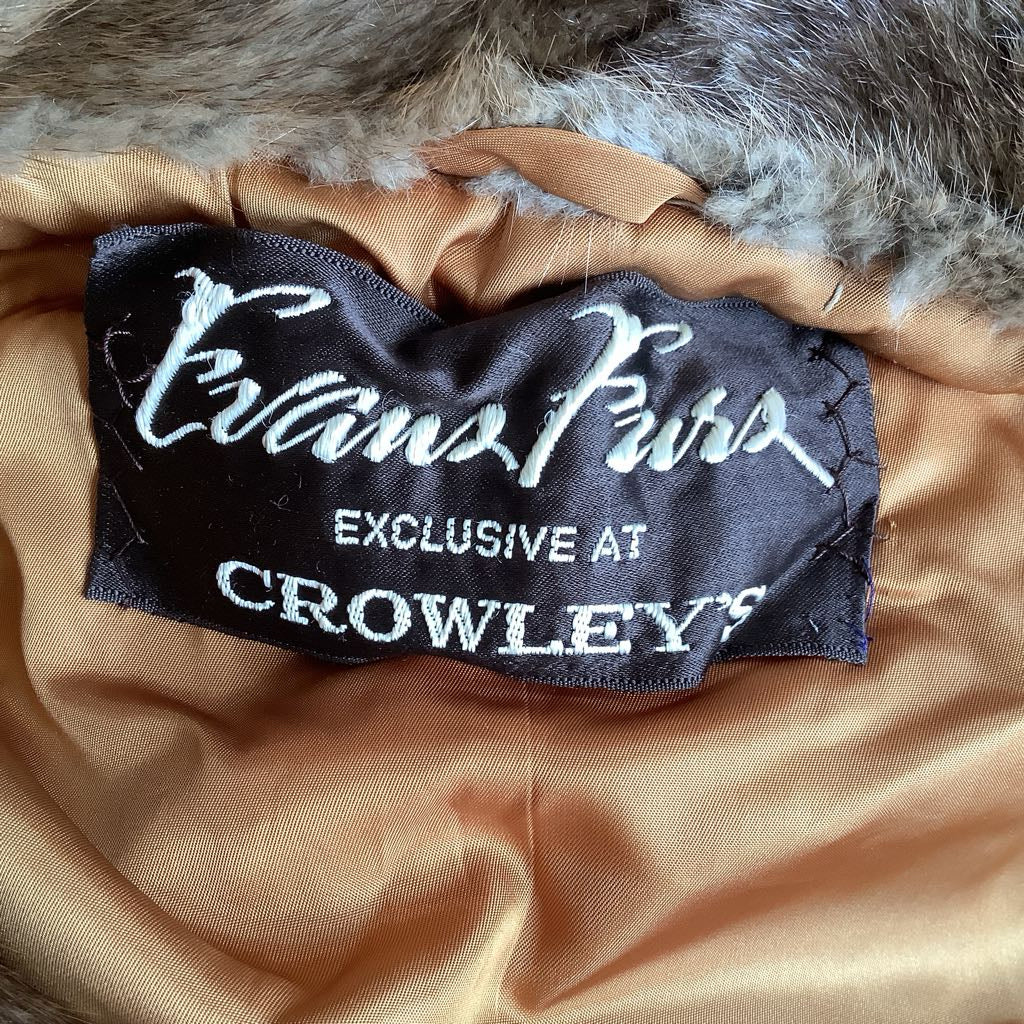 Evans Furs
EXCLUSIVE AT
CROWLEY'S